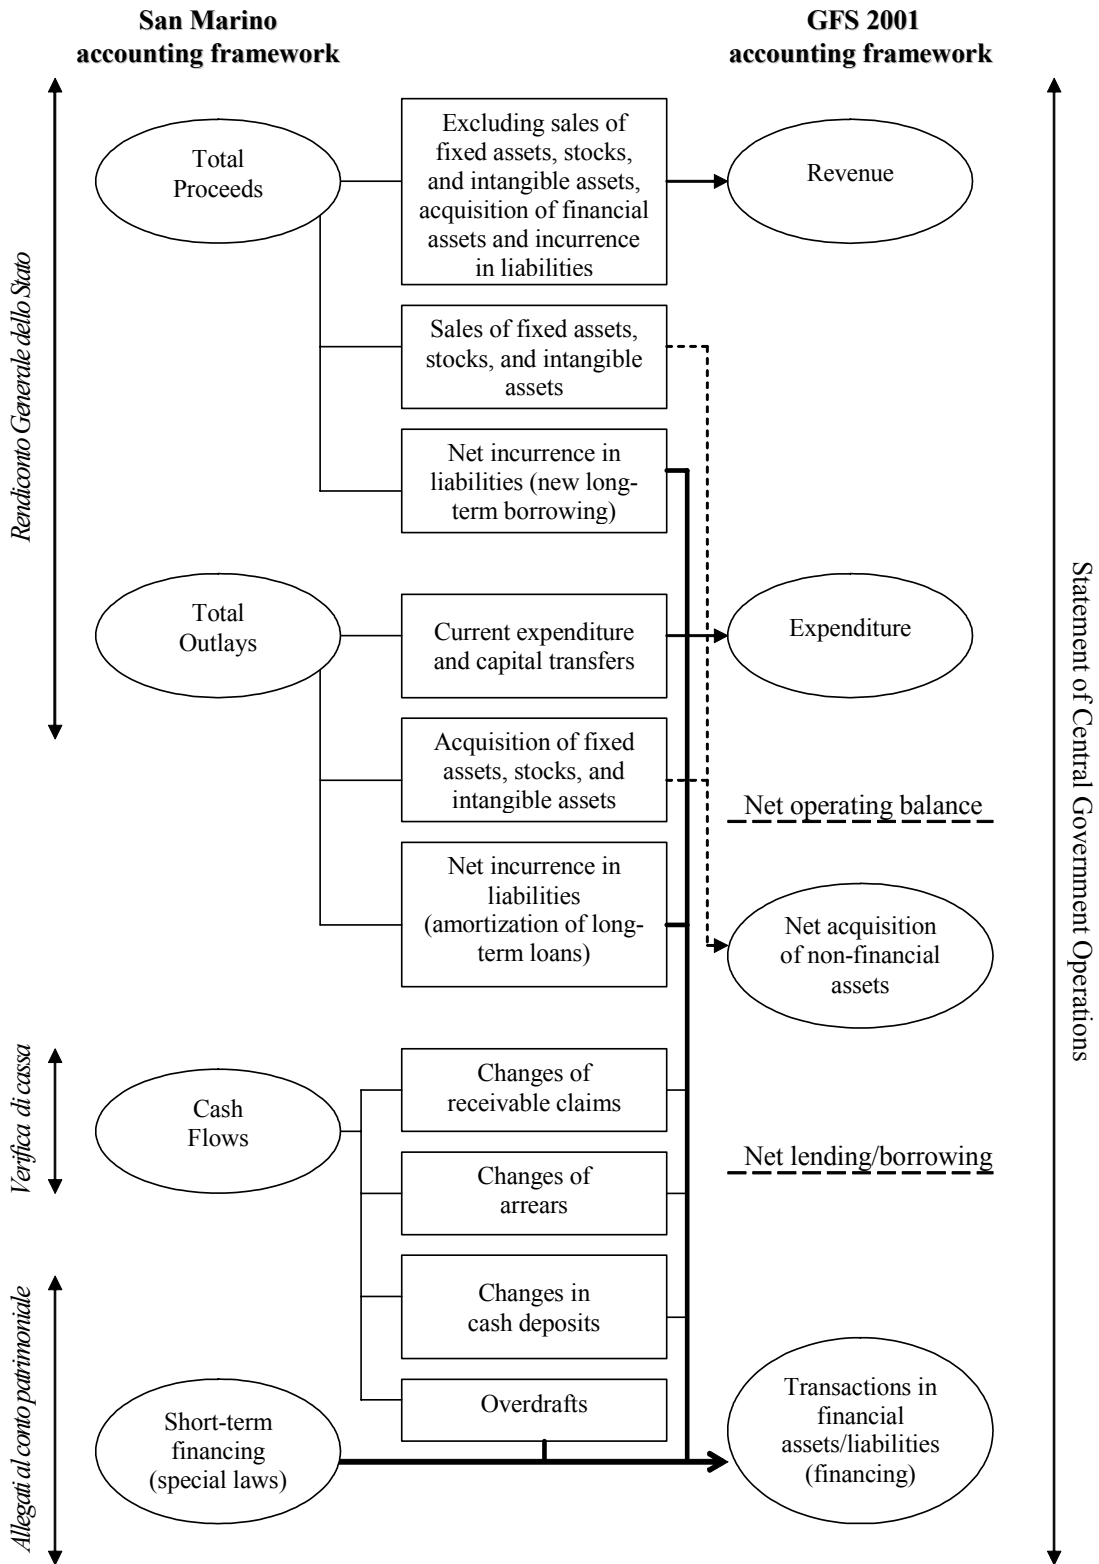 San Marino
accounting framework
GFS 2001
accounting framework
Rendiconto Generale dello Stato
Total
Proceeds
Excluding sales of
fixed assets, stocks,
and intangible assets,
acquisition of financial
assets and incurrence
in liabilities
Revenue
Sales of fixed assets,
stocks, and intangible
assets
Net incurrence in
liabilities (new long-
term borrowing)
Total
Outlays
Current expenditure
and capital transfers
Expenditure
Acquisition of fixed
assets, stocks, and
intangible assets
Net operating balance
Net incurrence in
liabilities
(amortization of long-
term loans)
Net acquisition
of non-financial
assets
Statement of Central Government Operations
Verifica di cassa
Cash
Flows
Changes of
receivable claims
Changes of
arrears
Net lending/borrowing
Changes in
cash deposits
Overdrafts
Allegati al conto patrimoniale
Short-term
financing
(special laws)
Transactions in
financial
assets/liabilities
(financing)